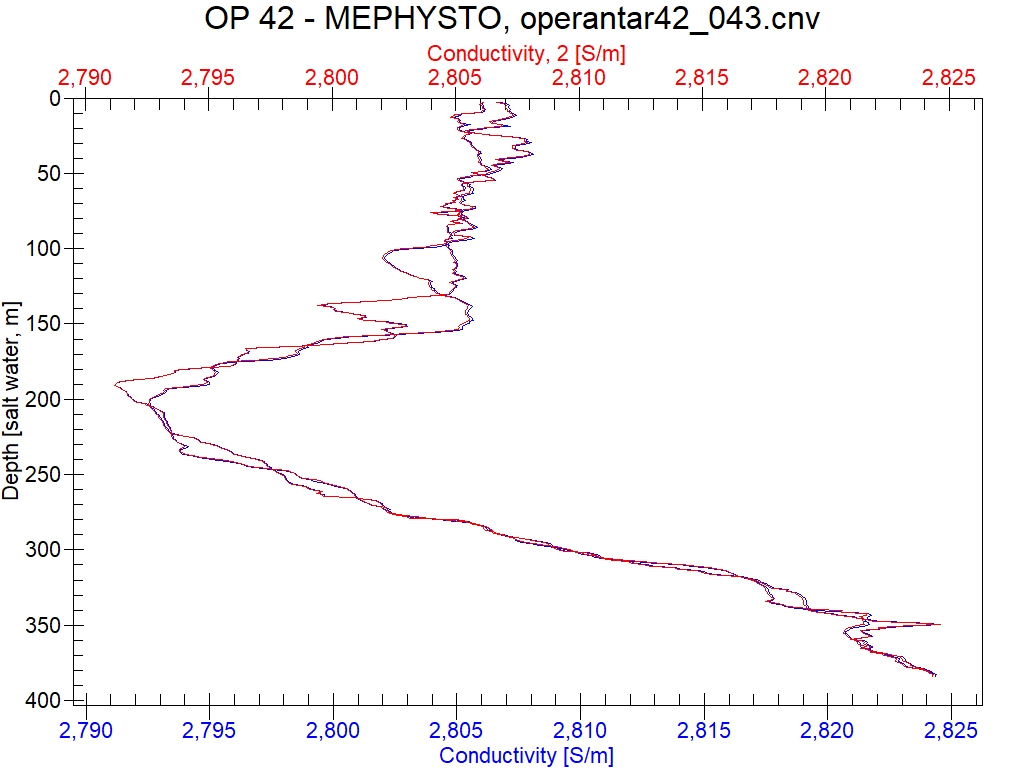 OP 42 - MEPHYSTO, operantar42_043.cnv
Conductivity, 2 [S/m]
2,790 2,795 2,800 2,805 2,810 2,815 2,820 2,825
0
50
100
150
200
250
300
350
400
Depth [salt water, m]
2,790 2,795 2,800 2,805 2,810 2,815 2,820 2,825
Conductivity [S/m]